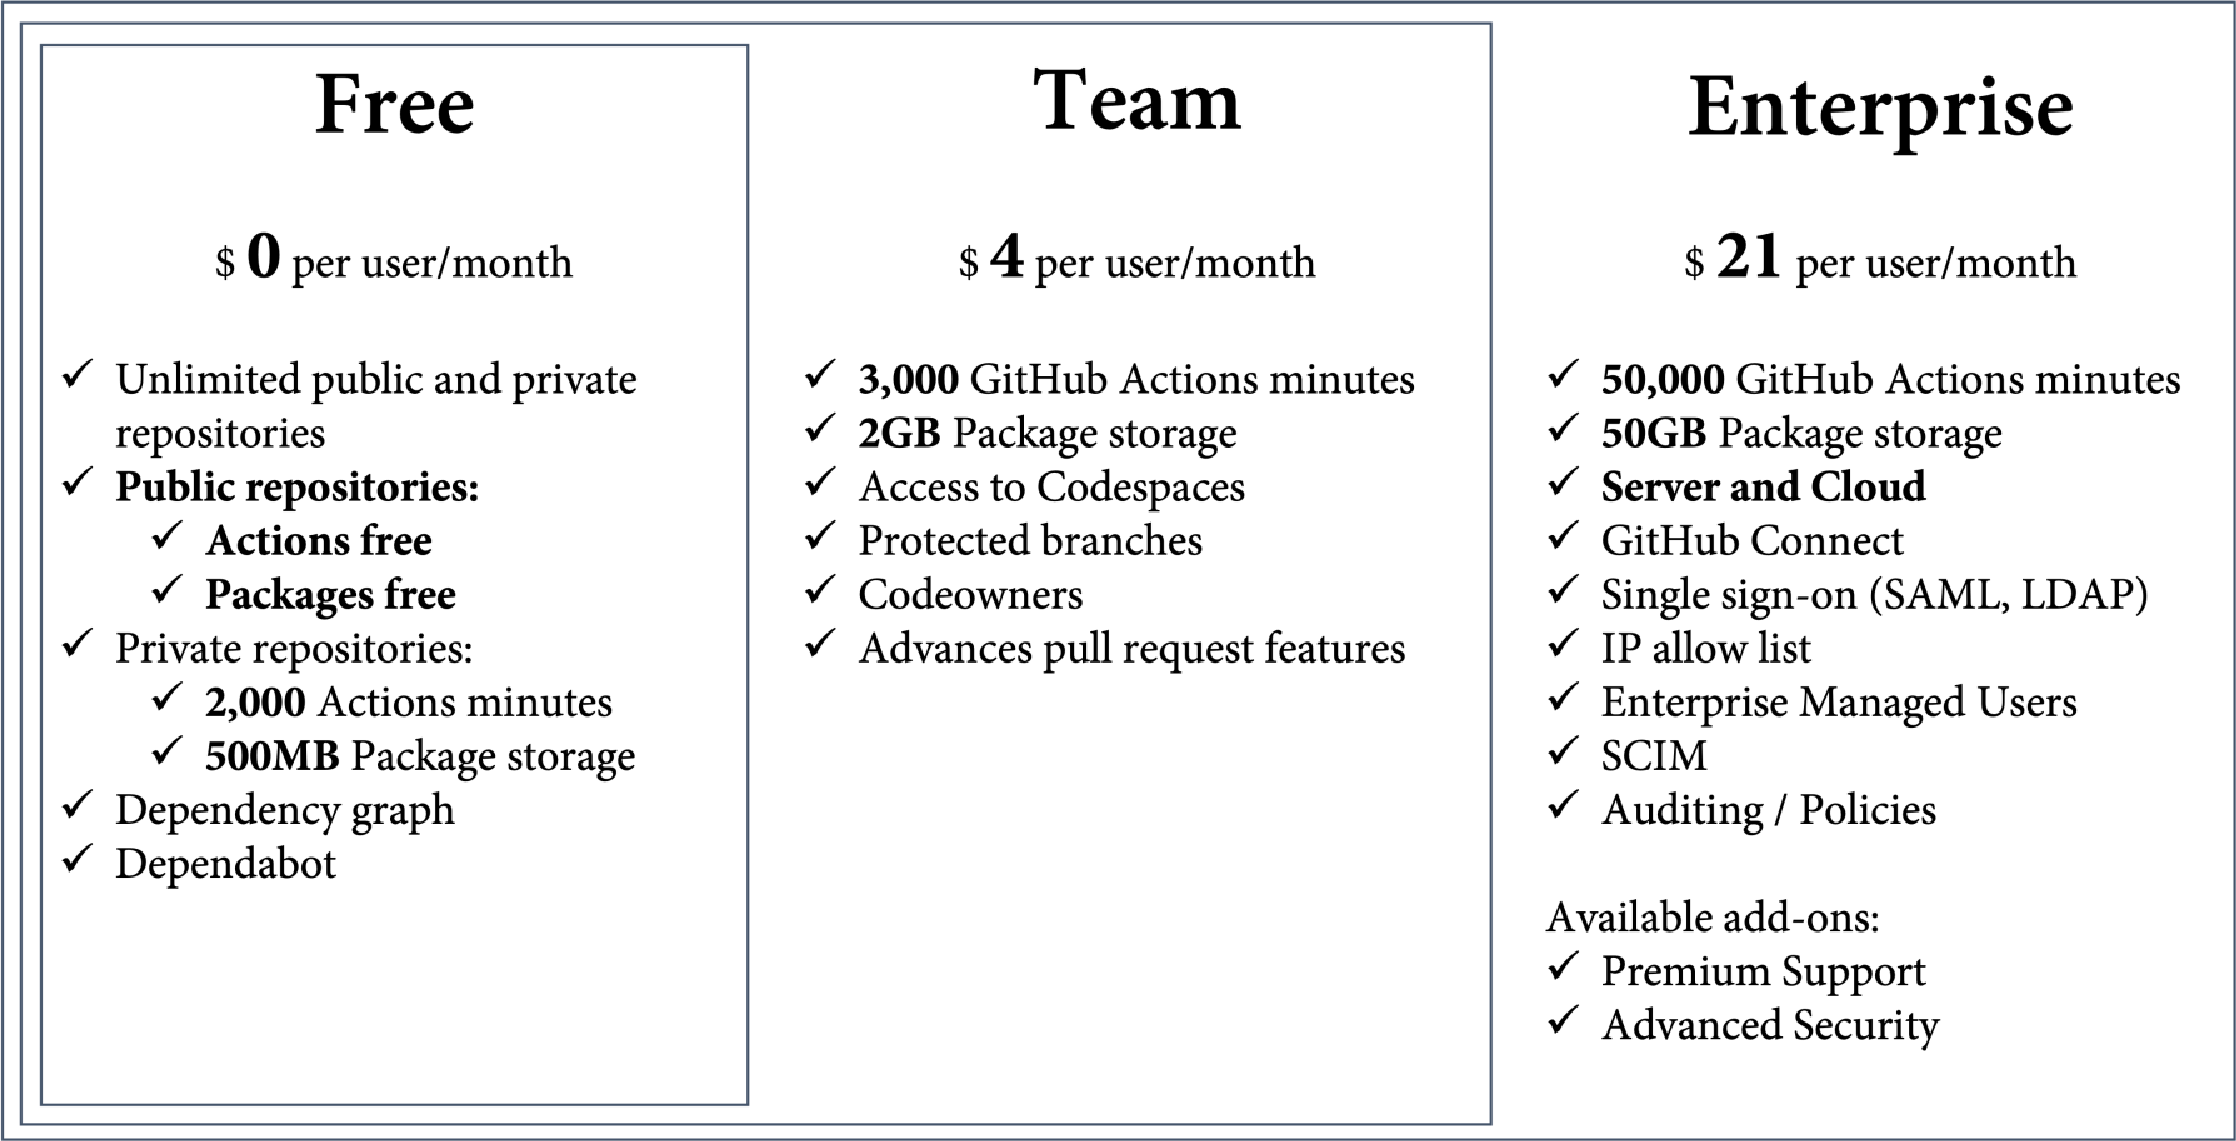 Free
$ 0 per user/month
✓ Unlimited public and private
repositories
✓ Public repositories:
✓ Actions free
✓ Packages free
✓ Private repositories:
✓ 2,000 Actions minutes
✓ 500MB Package storage
✓ Dependency graph
✓ Dependabot
Team
$ 4 per user/month
✓ 3,000 GitHub Actions minutes
✓ 2GB Package storage
✓ Access to Codespaces
✓ Protected branches
✓ Codeowners
✓ Advances pull request features
Enterprise
$ 21 per user/month
✓ 50,000 GitHub Actions minutes
✓ 50GB Package storage
✓ Server and Cloud
✓ GitHub Connect
✓ Single sign-on (SAML, LDAP)
✓ IP allow list
✓ Enterprise Managed Users
✓ SCIM
✓ Auditing / Policies
Available add-ons:
✓ Premium Support
✓ Advanced Security